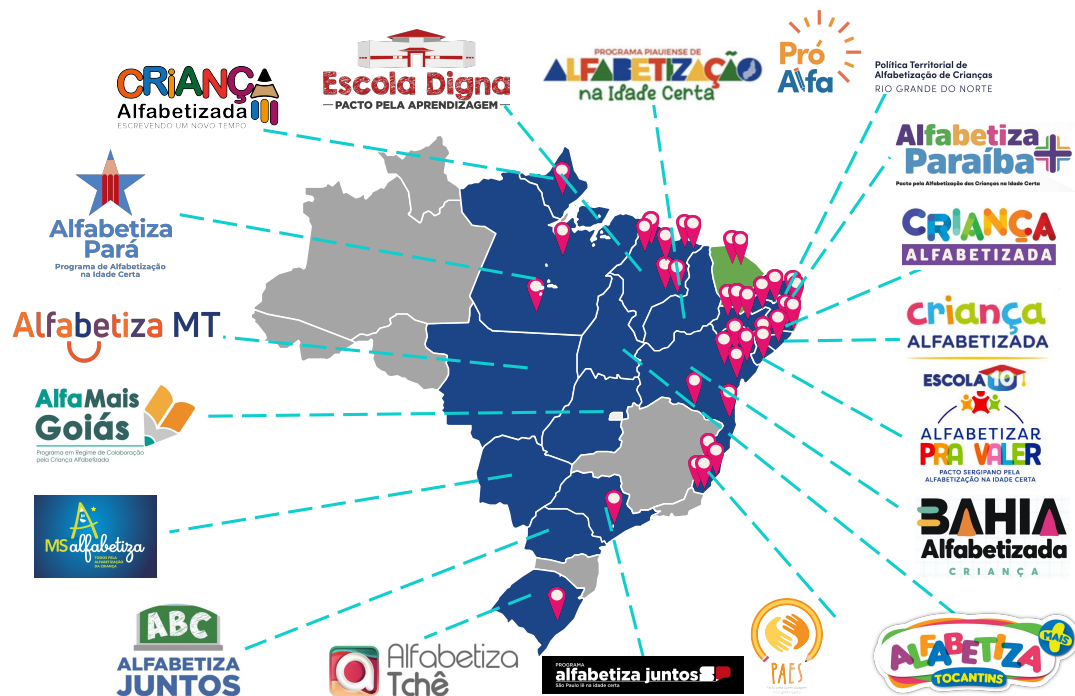 CRIANÇA
Alfabetizada
ESCREVENDO UM NOVO TEMPO
Escola Digna
PACTO PELA APRENDIZAGEM
PROGRAMA PIAUIENSE DE
ALFABETIZAÇÃO
na Idade Certa
Pró
Alfa
Política Territorial de
Alfabetização de Crianças
RIO GRANDE DO NORTE
Alfabetiza
Paraíba
Pacto pela Alfabetização das Crianças na Idade Certa
Alfabetiza
Pará
Programa de Alfabetização
na Idade Certa
CRIANÇA
ALFABETIZADA
Alfabetiza MT
criança
ALFABETIZADA
AlfaMais
Goiás
Programa em Regime de Colaboração
pela Criança Alfabetizada
ESCOLA 10
ALFABETIZAR
PRA VALER
PACTO SERGIPANO PELA
ALFABETIZAÇÃO NA IDADE CERTA
MS alfabetiza
TODOS PELA
ALFABETIZAÇÃO
DA CRIANÇA
BAHIA
Alfabetizada
CRIANÇA
ABC
ALFABETIZA
JUNTOS
a
Alfabetiza
Tchê
PROGRAMA
alfabetiza juntos SP
São Paulo lê na idade certa
PAES
ALFABETIZA
MAIS
TOCANTINS